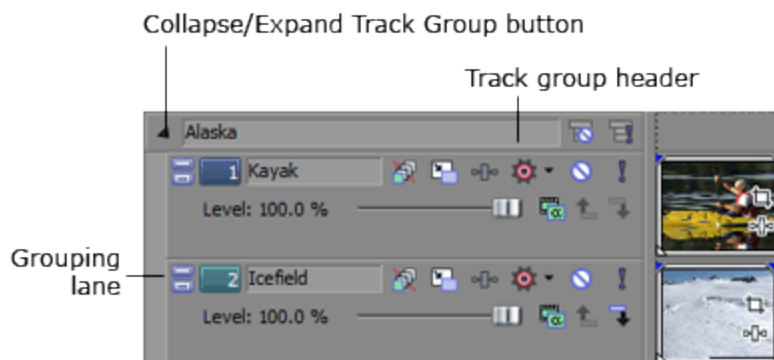 Collapse/Expand Track Group button
Track group header
Alaska
1 Kayak
Level: 100.0 %
Grouping
lane
2 Icefield
Level: 100.0 %